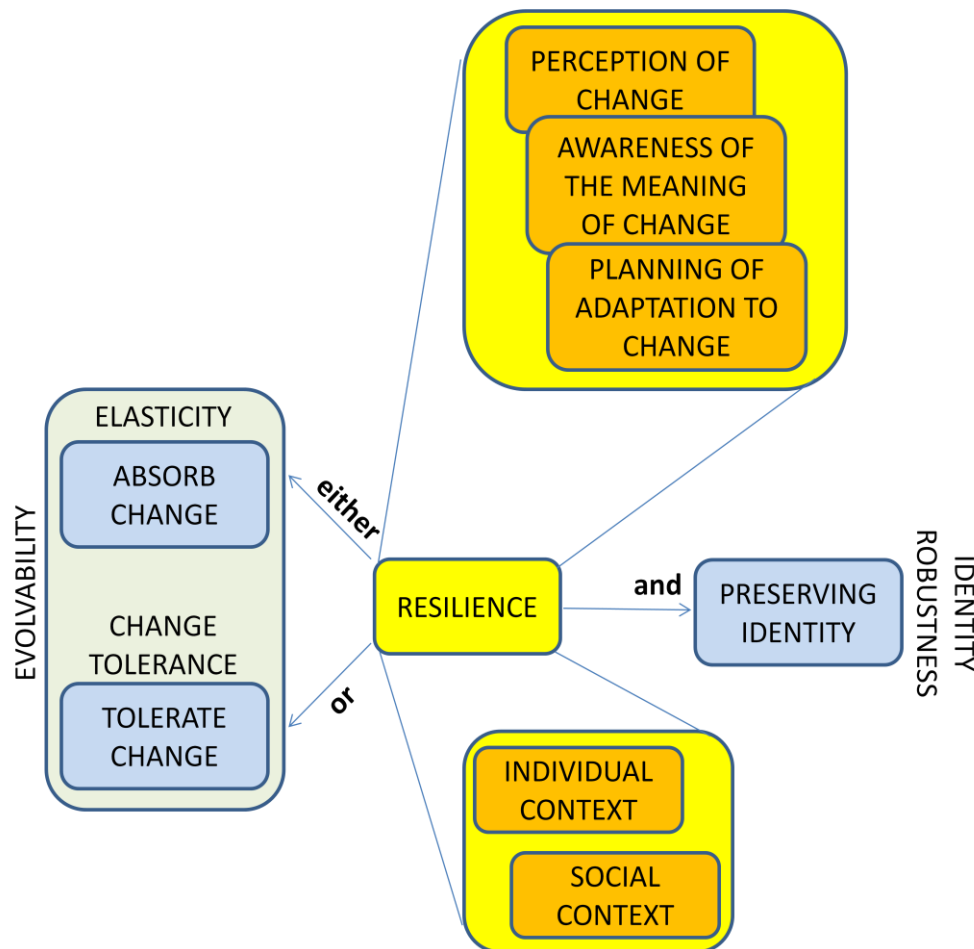 PERCEPTION OF
CHANGE
AWARENESS OF
THE MEANING
OF CHANGE
PLANNING OF
ADAPTATION TO
CHANGE
EVOLVABILITY
ELASTICITY
ABSORB
CHANGE
CHANGE
TOLERANCE
TOLERATE
CHANGE
either
or
RESILIENCE
and
PRESERVING
IDENTITY
IDENTITY
ROBUSTNESS
INDIVIDUAL
CONTEXT
SOCIAL
CONTEXT